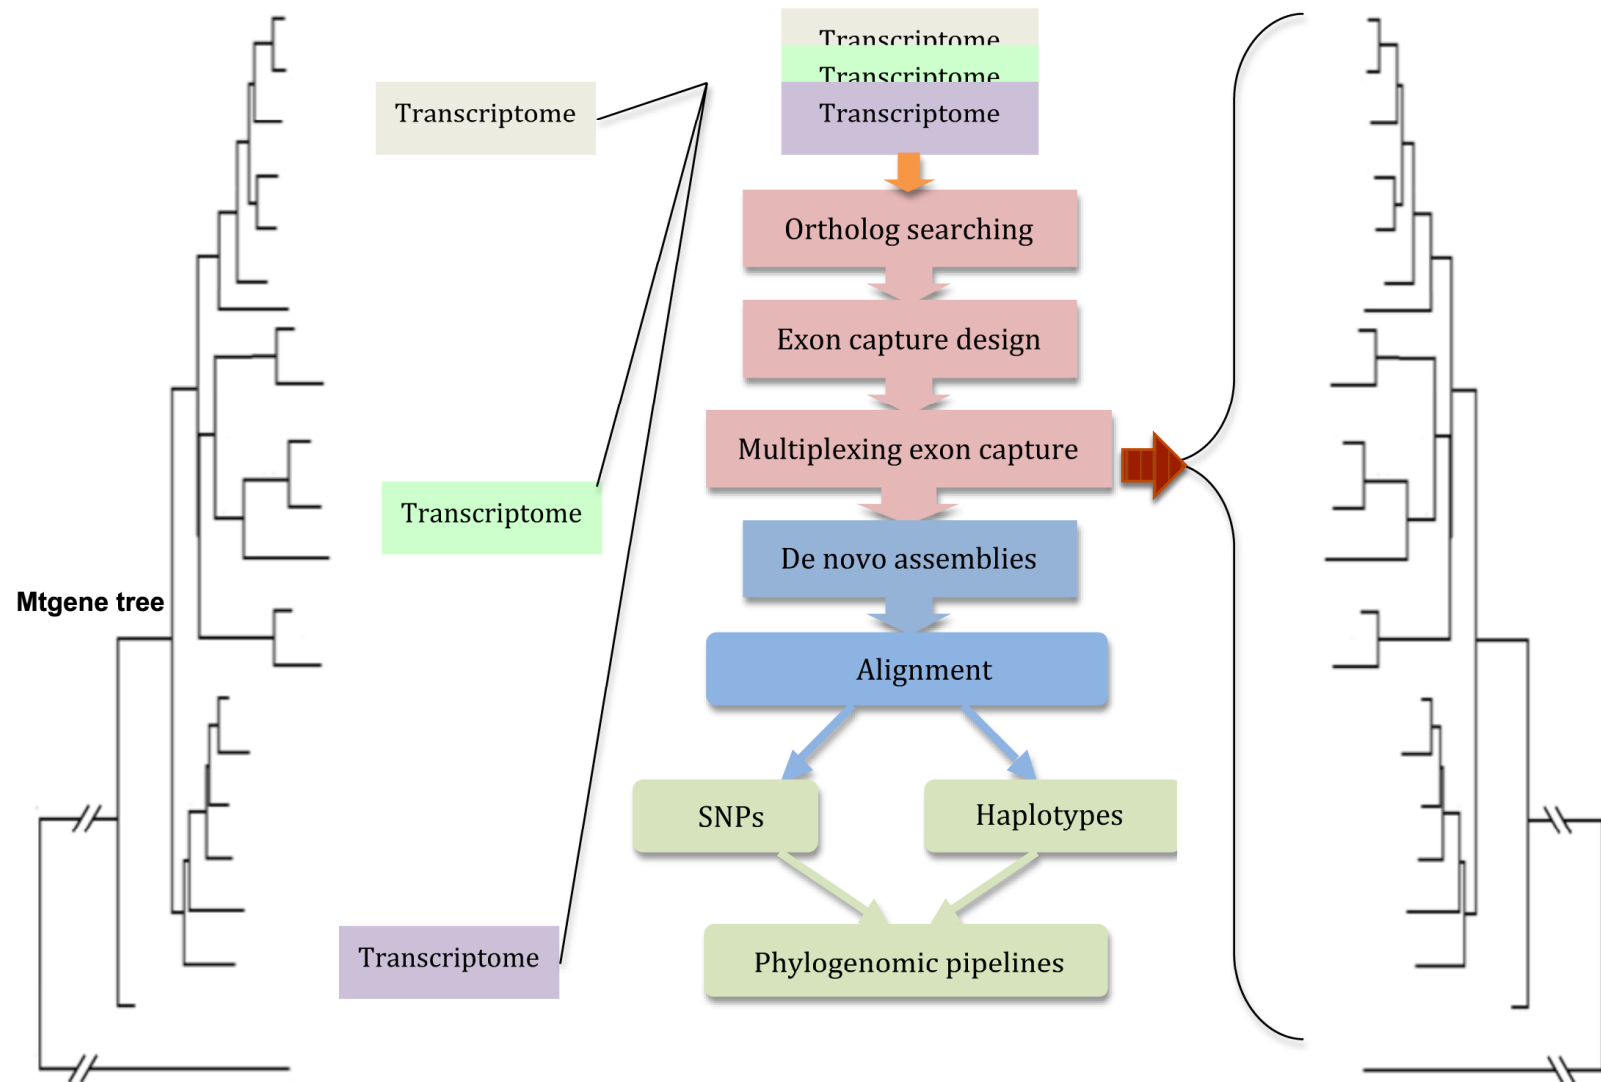 Transcriptome
Transcriptome
Transcriptome
Transcriptome
Ortholog searching
Exon capture design
Multiplexing exon capture
Transcriptome
De novo assemblies
Mtgene tree
Alignment
SNPs
Haplotypes
Transcriptome
Phylogenomic pipelines